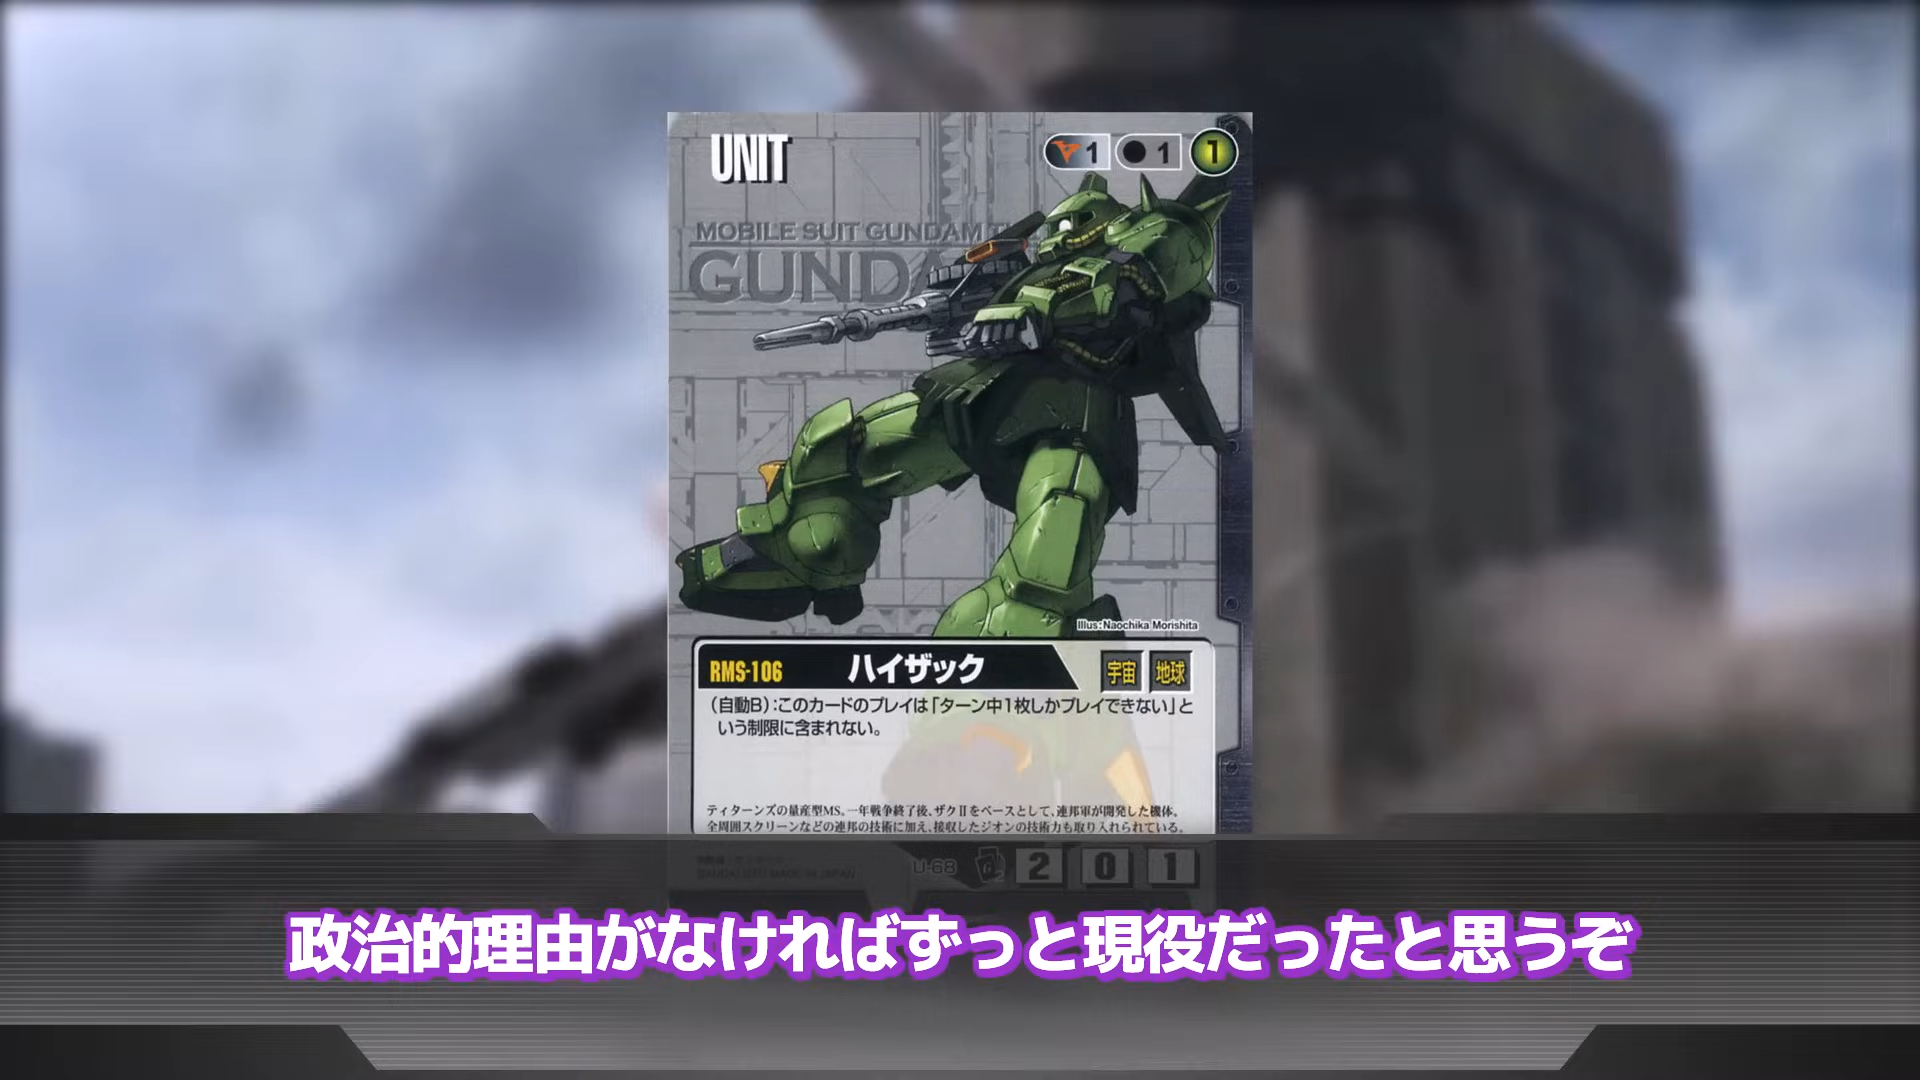 UNIT
1
1
1
MOBILE SUIT GUNDAM
GUNDA
Illus:Naochika Morishita
RMS-106
ハイザック
宇宙
地球
(自動B):このカードのプレイは「ターン中1枚しかプレイできない」と
いう制限に含まれない。
ティターンズの量産型MS。一年戦争終了後、ザクⅡをベースとして、連邦軍が開発した機体。
全周囲スクリーンなどの連邦の技術に加え、接収したジオンの技術力も取り入れられている。
U-68
2
0
1
政治的理由がなければずっと現役だったと思うぞ